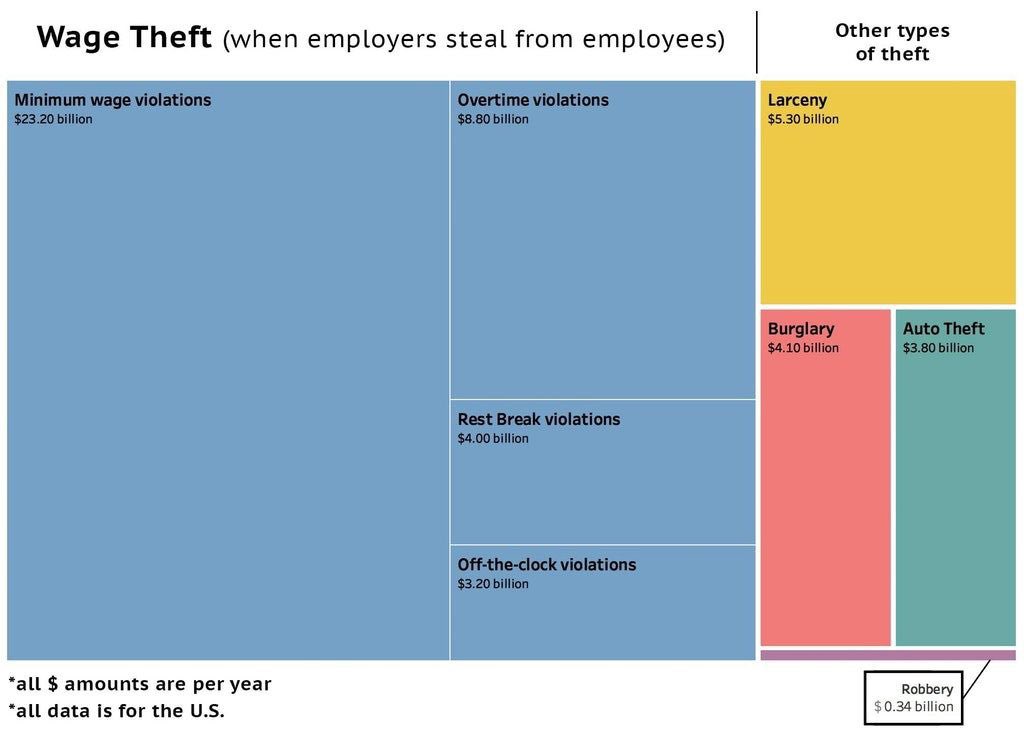 Wage Theft (when employers steal from employees)
Other types
of theft
Minimum wage violations
$23.20 billion
Overtime violations
$8.80 billion
Rest Break violations
$4.00 billion
Off-the-clock violations
$3.20 billion
Larceny
$5.30 billion
Burglary
$4.10 billion
Auto Theft
$3.80 billion
Robbery
$0.34 billion
*all $ amounts are per year
*all data is for the U.S.